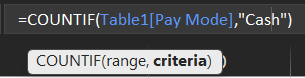 =COUNTIF(Table1[Pay Mode],"Cash")
COUNTIF(range, criteria)